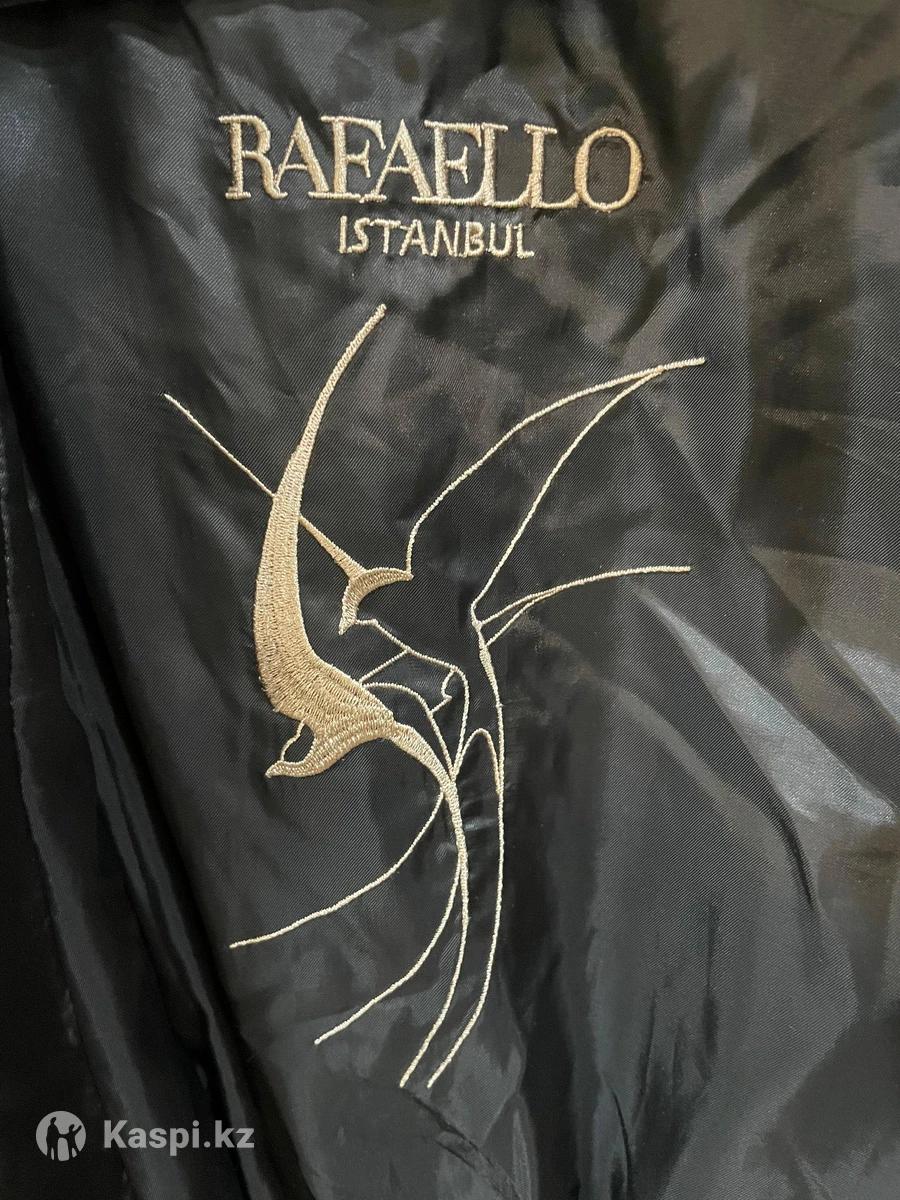 RAFAELLO
ISTANBUL
Kaspi.kz